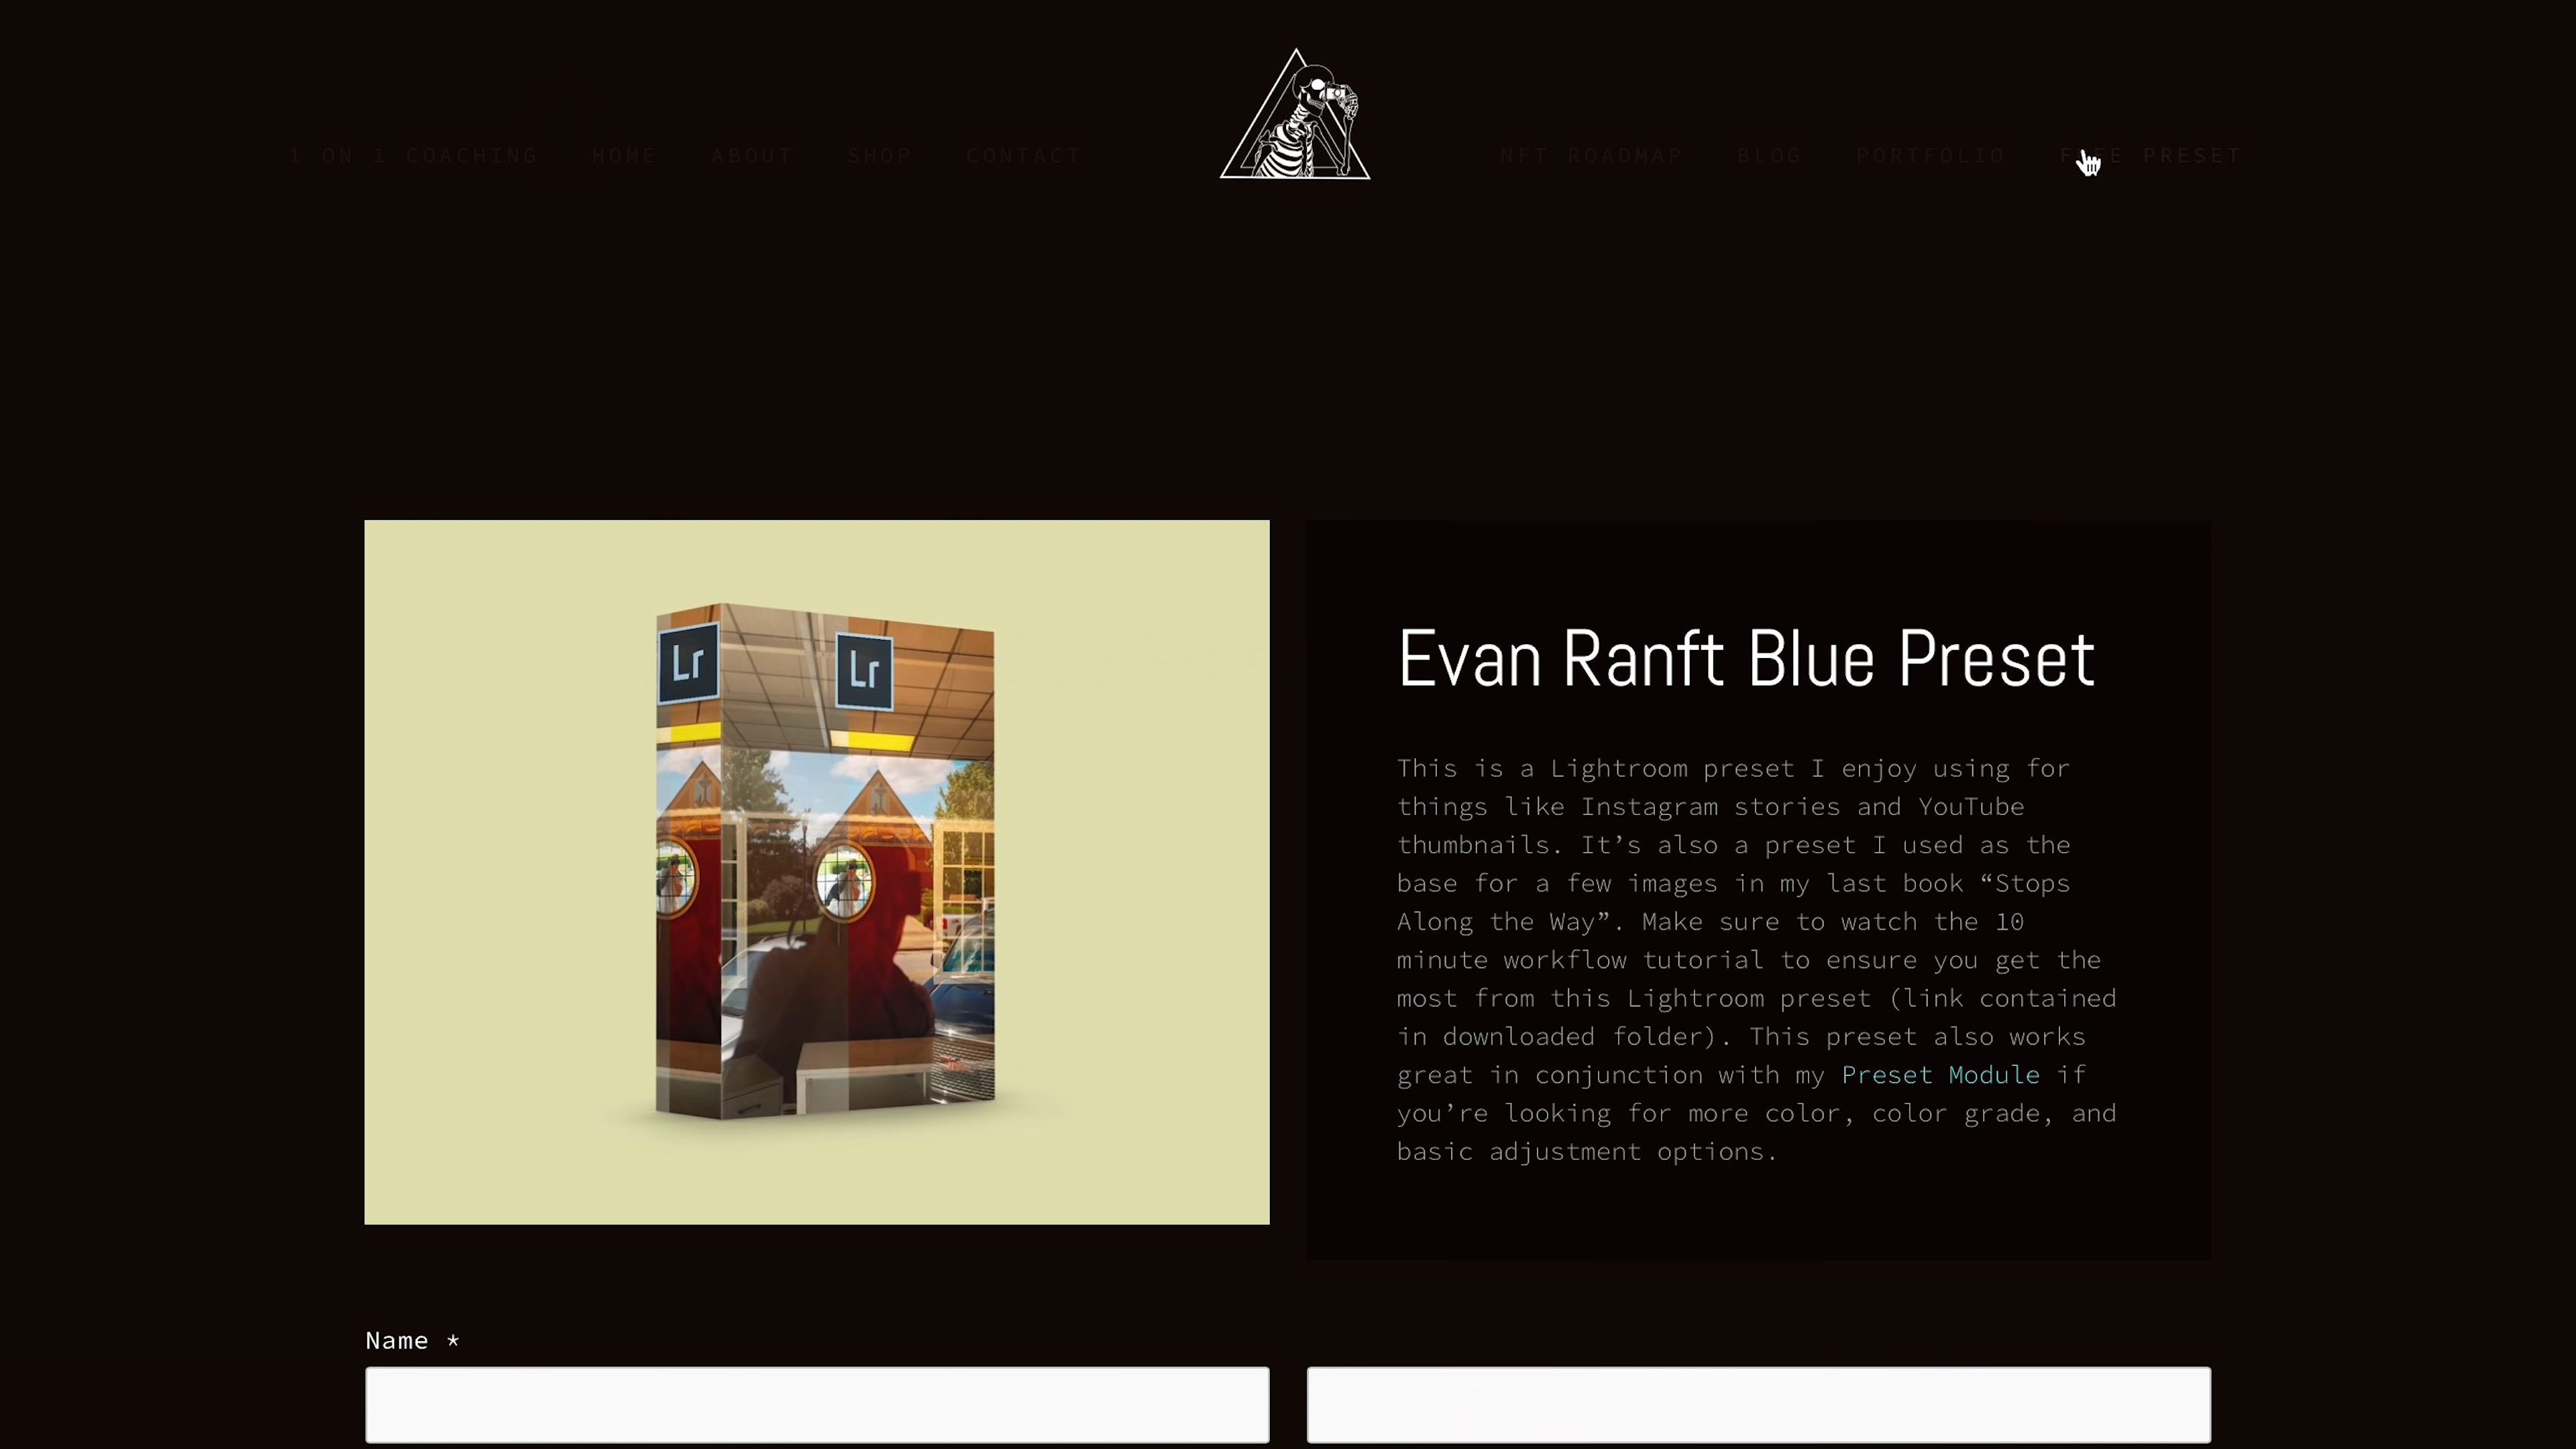 1 ON 1 COACHING HOME ABOUT SHOP CONTACT NFT ROADMAP BLOG PORTFOLIO PRESET
Lr Lr
Evan Ranft Blue Preset
This is a Lightroom preset I enjoy using for
things like Instagram stories and YouTube
thumbnails. It’s also a preset I used as the
base for a few images in my last book “Stops
Along the Way”. Make sure to watch the 10
minute workflow tutorial to ensure you get the
most from this Lightroom preset (link contained
in downloaded folder). This preset also works
great in conjunction with my Preset Module if
you’re looking for more color, color grade, and
basic adjustment options.
Name *